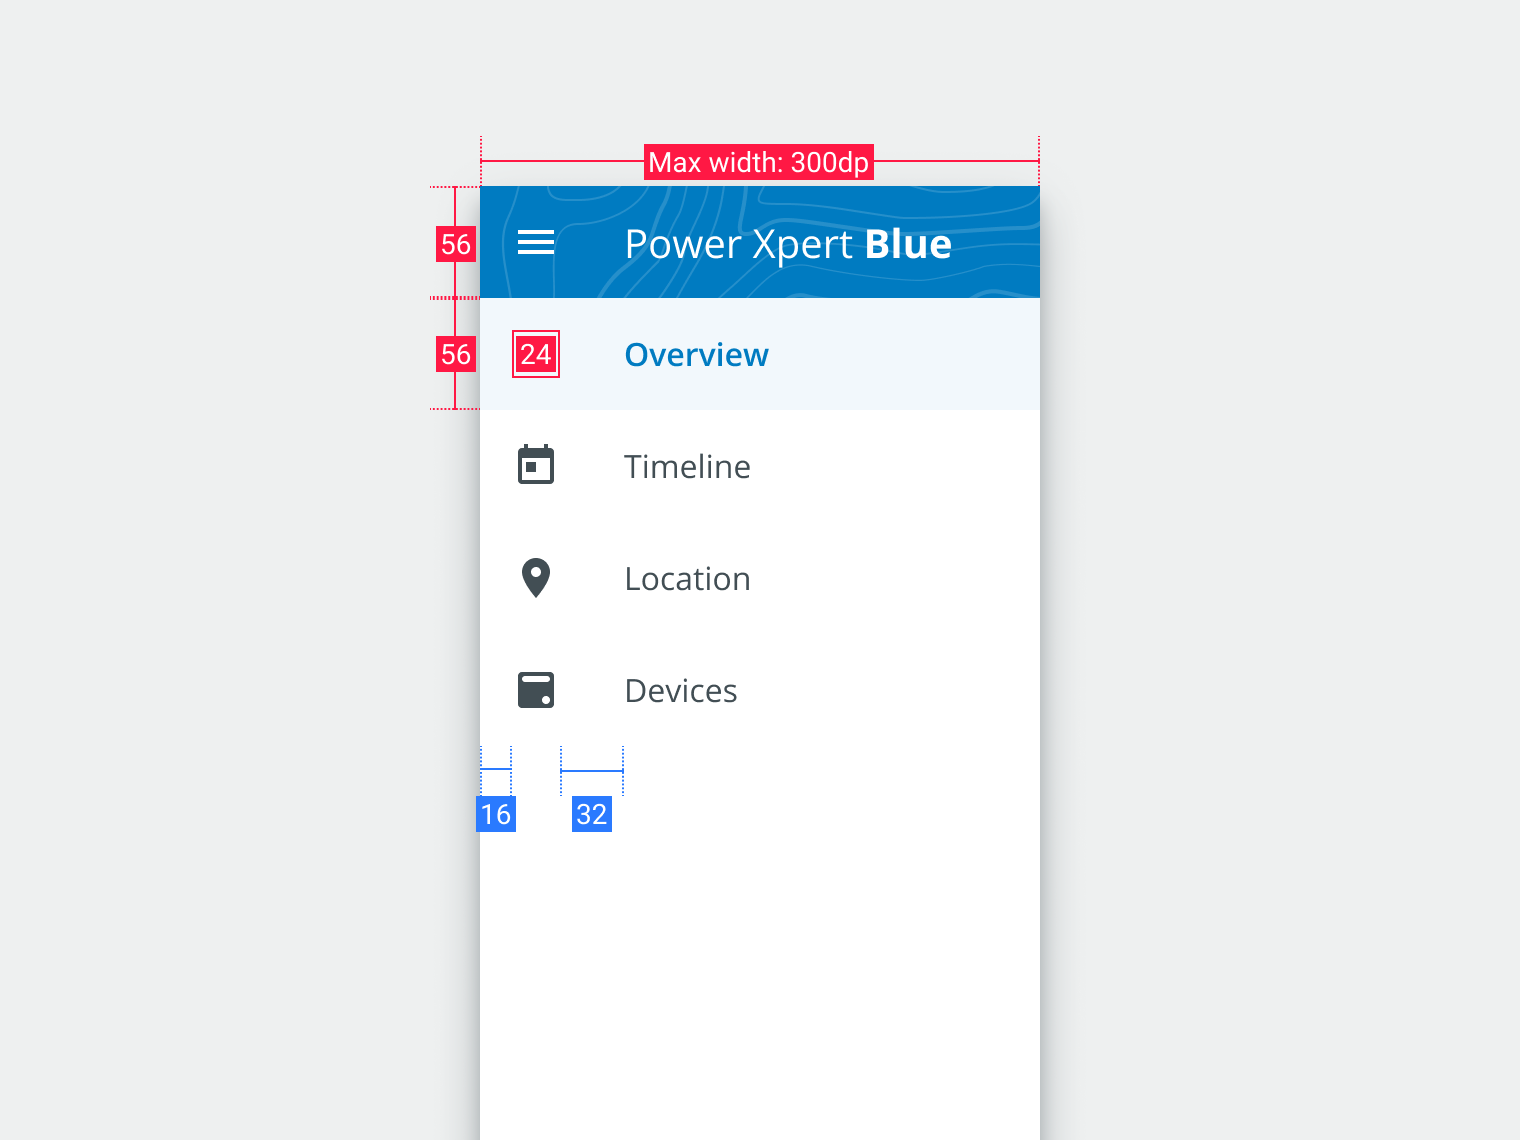 Max width: 300dp
56
Power Xpert Blue
56
24
Overview
Timeline
Location
Devices
16
32